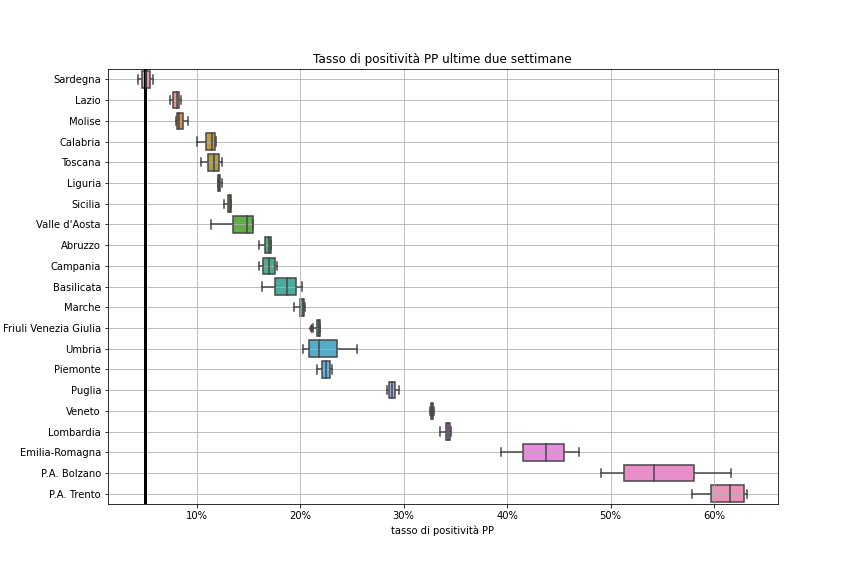 Tasso di positività PP ultime due settimane
Sardegna
Lazio
Molise
Calabria
Toscana
Liguria
Sicilia
Valle d'Aosta
Abruzzo
Campania
Basilicata
Marche
Friuli Venezia Giulia
Umbria
Piemonte
Puglia
Veneto
Lombardia
Emilia-Romagna
P.A. Bolzano
P.A. Trento
10% 20% 30% 40% 50% 60%
tasso di positività PP